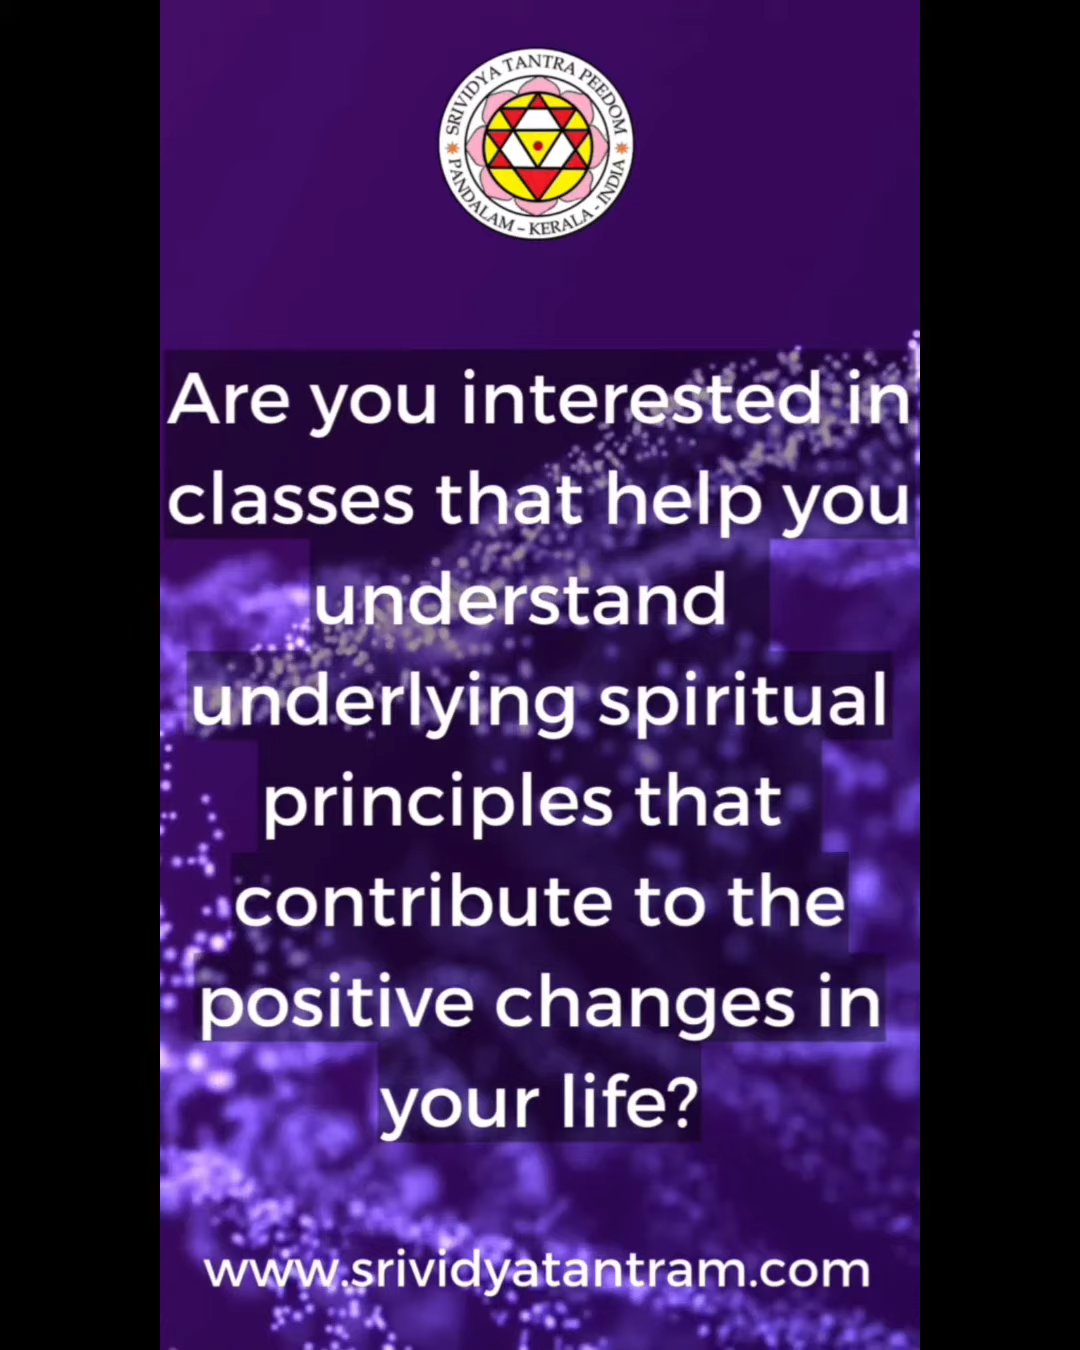 SRIVIDYA TANTRA PEEDOM
PANDALAM - KERALA - INDIA
Are you interested in
classes that help you
understand
underlying spiritual
principles that
contribute to the
positive changes in
your life?
www.srividyatantram.com